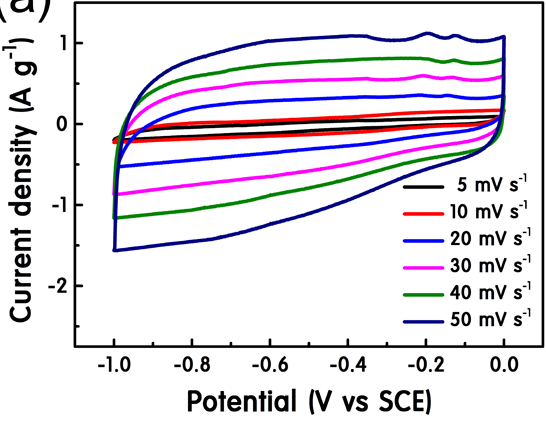 (a)
Current density (A g⁻¹)
1
0
-1
-2
5 mV s⁻¹
10 mV s⁻¹
20 mV s⁻¹
30 mV s⁻¹
40 mV s⁻¹
50 mV s⁻¹
-1.0 -0.8 -0.6 -0.4 -0.2 0.0
Potential (V vs SCE)